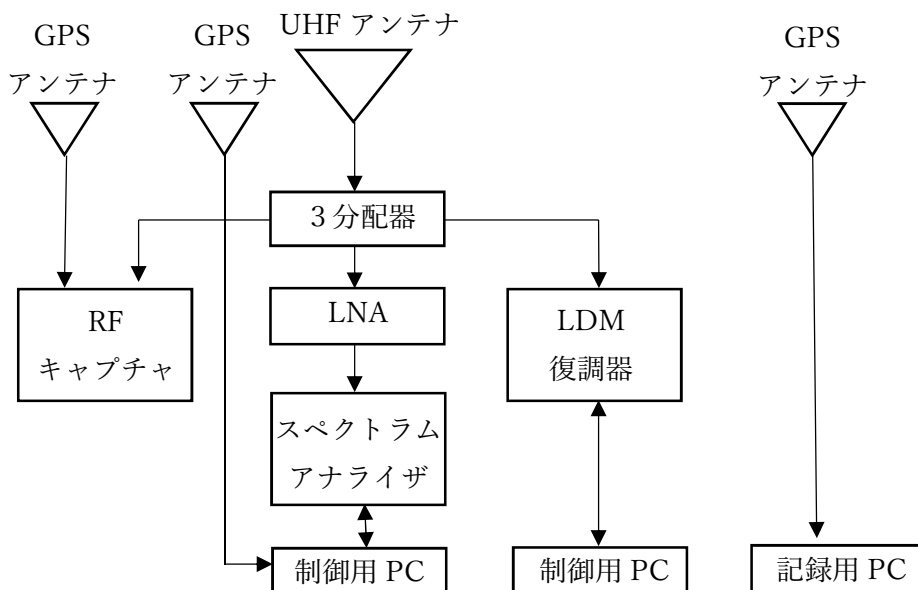 GPS
アンテナ
GPS
アンテナ
UHF アンテナ
GPS
アンテナ
３分配器
RF
キャプチャ
LNA
LDM
復調器
スペクトラム
アナライザ
制御用 PC
制御用 PC
記録用 PC